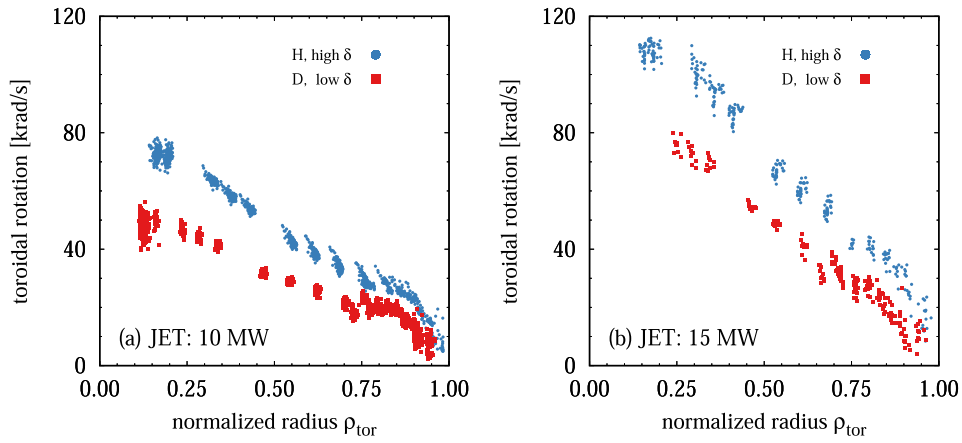 120
80
40
0
toroidal rotation [krad/s]
H, high δ
D, low δ
(a) JET: 10 MW
0.00 0.25 0.50 0.75 1.00
normalized radius ρtor
120
80
40
0
toroidal rotation [krad/s]
H, high δ
D, low δ
(b) JET: 15 MW
0.00 0.25 0.50 0.75 1.00
normalized radius ρtor